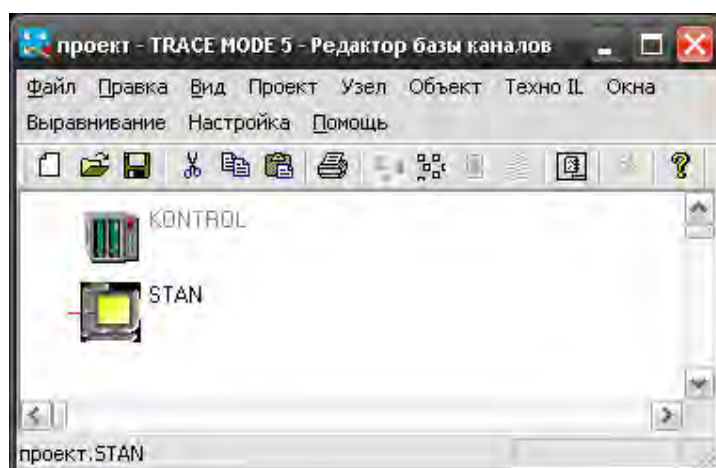 проект - TRACE MODE 5 - Редактор базы каналов
Файл Правка Вид Проект Узел Объект Техно IL Окна
Выравнивание Настройка Помощь
KONTROL
STAN
проект.STAN